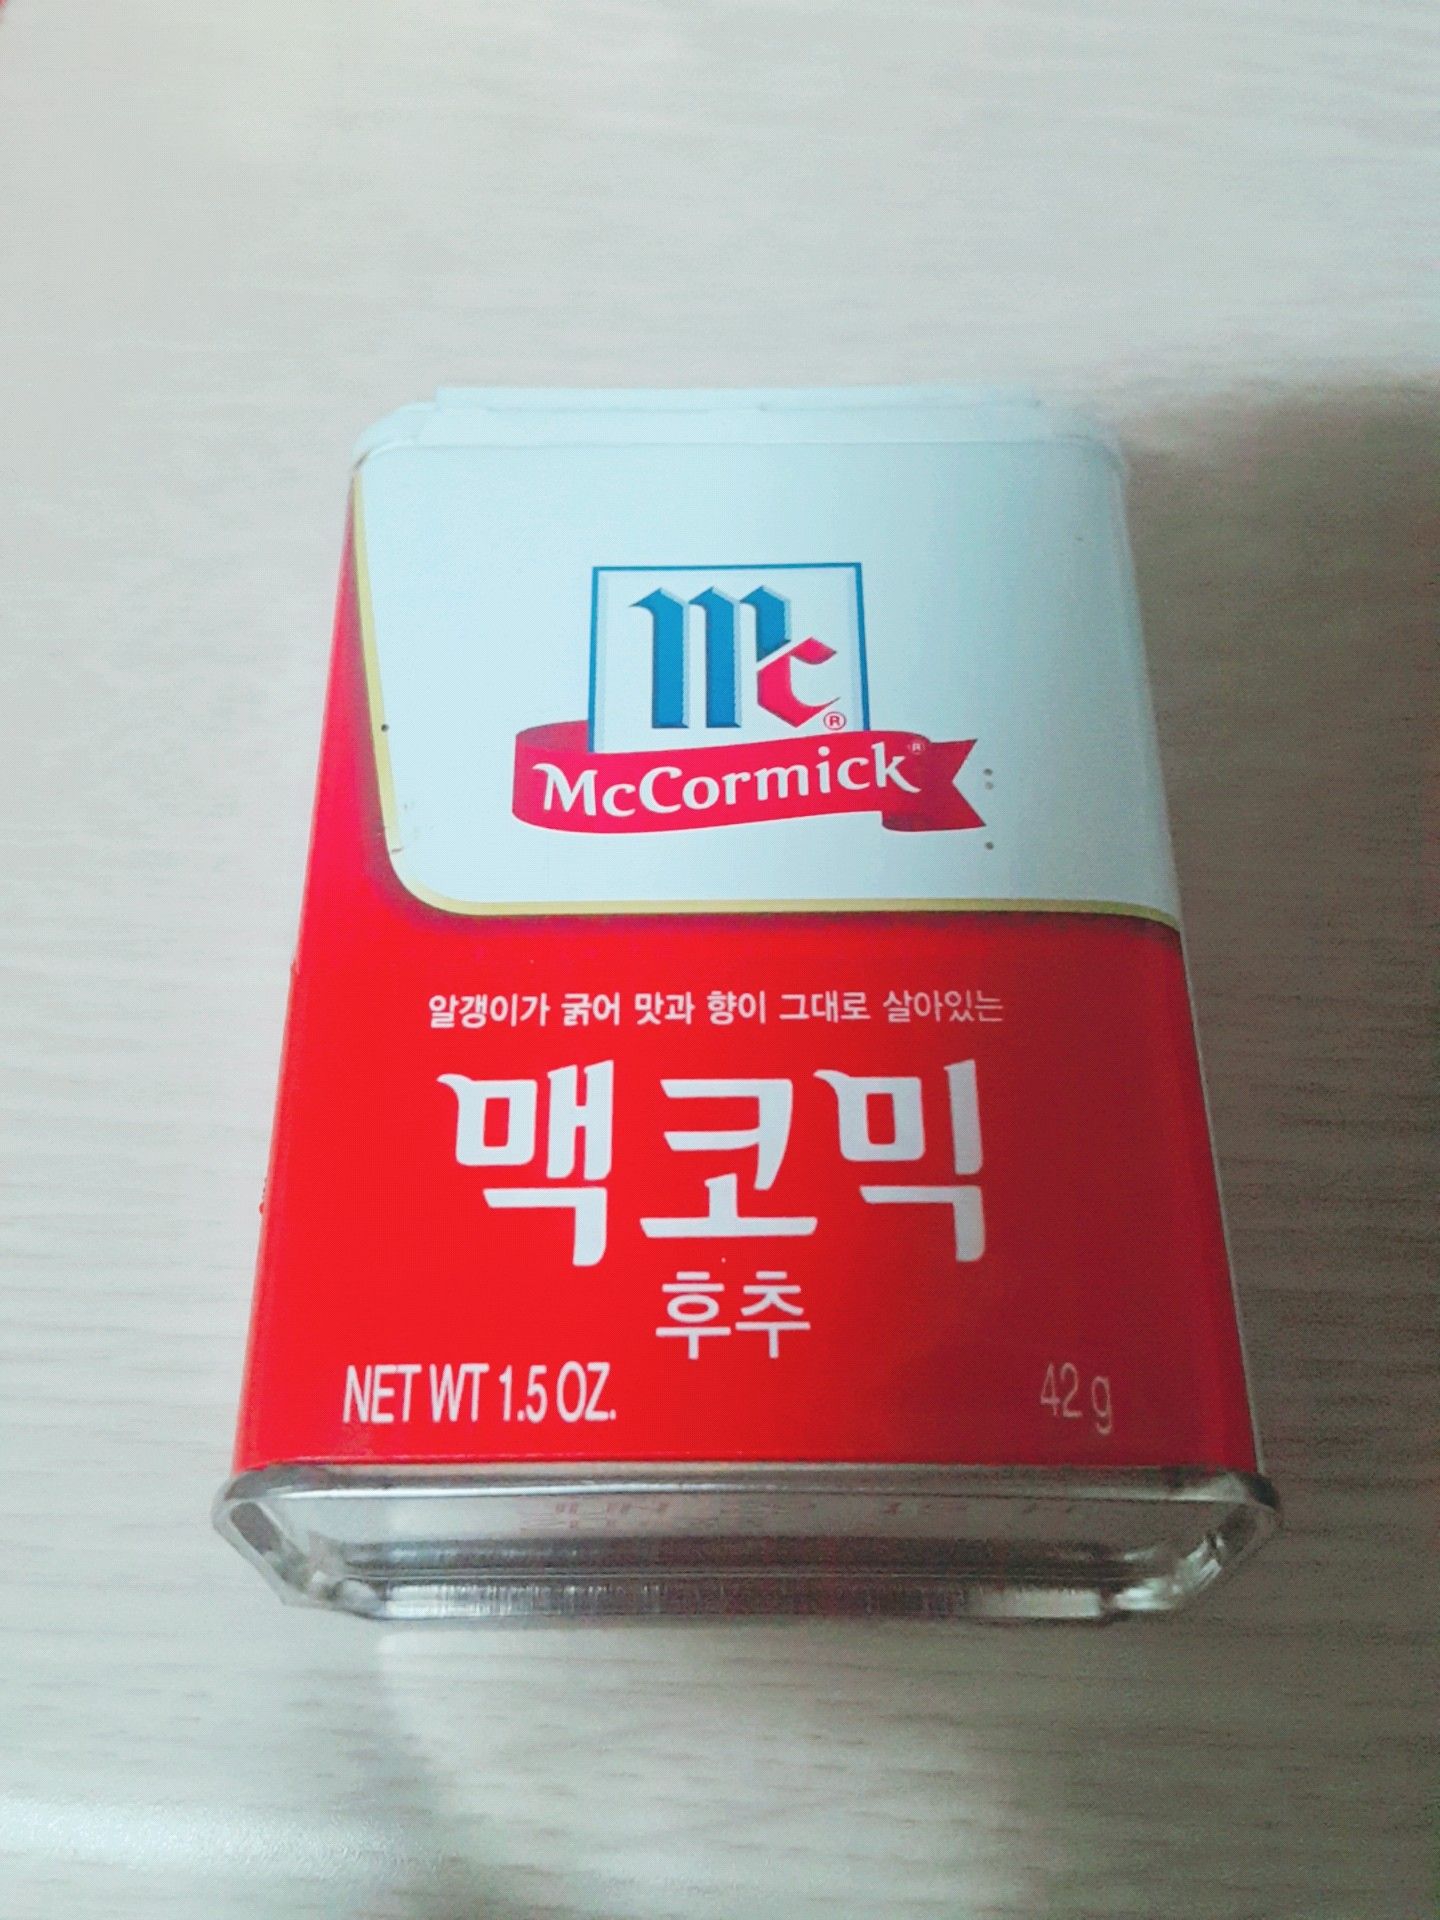 mc®
McCormick®
알갱이가 굵어 맛과 향이 그대로 살아있는
맥코믹
후추
NET WT 1.5 OZ. 42 g